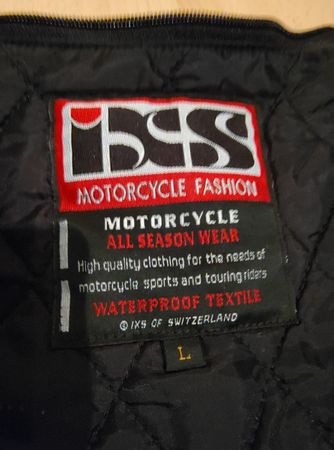 ixs
MOTORCYCLE FASHION
MOTORCYCLE
ALL SEASON WEAR
High quality clothing for the needs of
motorcycle sports and touring riders
WATERPROOF TEXTILE
© IXS OF SWITZERLAND
L